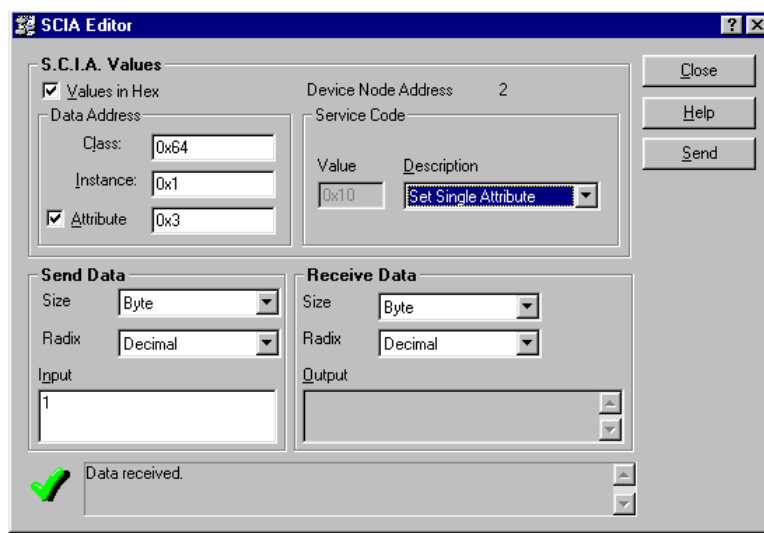 SCIA Editor
S.C.I.A. Values
Values in Hex
Device Node Address 2
Data Address
Class: 0x64
Instance: 0x1
Attribute 0x3
Service Code
Value Description
0x10 Set Single Attribute
Close
Help
Send
Send Data
Size Byte
Radix Decimal
Input
1
Receive Data
Size Byte
Radix Decimal
Output
Data received.